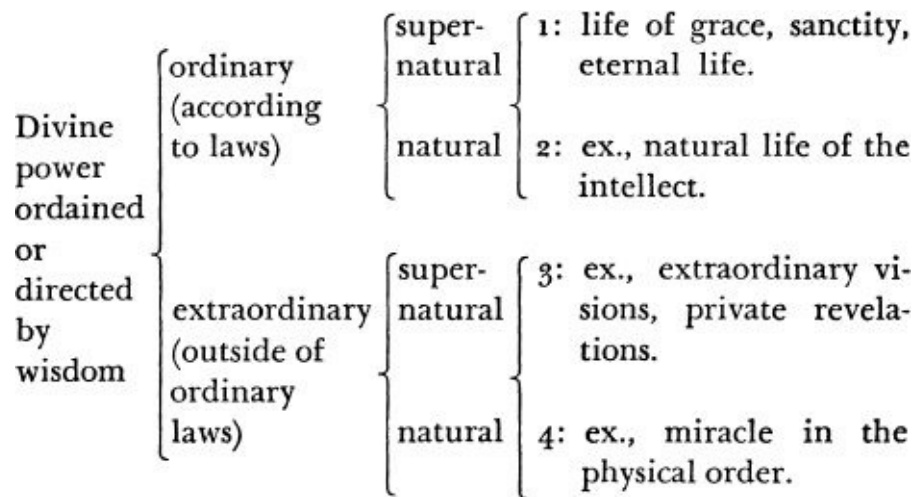 Divine
power
ordained
or
directed
by
wisdom
ordinary
(according
to laws)
super-
natural
1: life of grace, sanctity,
eternal life.
natural
2: ex., natural life of the
intellect.
extraordinary
(outside of
ordinary
laws)
super-
natural
3: ex., extraordinary vi-
sions, private revela-
tions.
natural
4: ex., miracle in the
physical order.